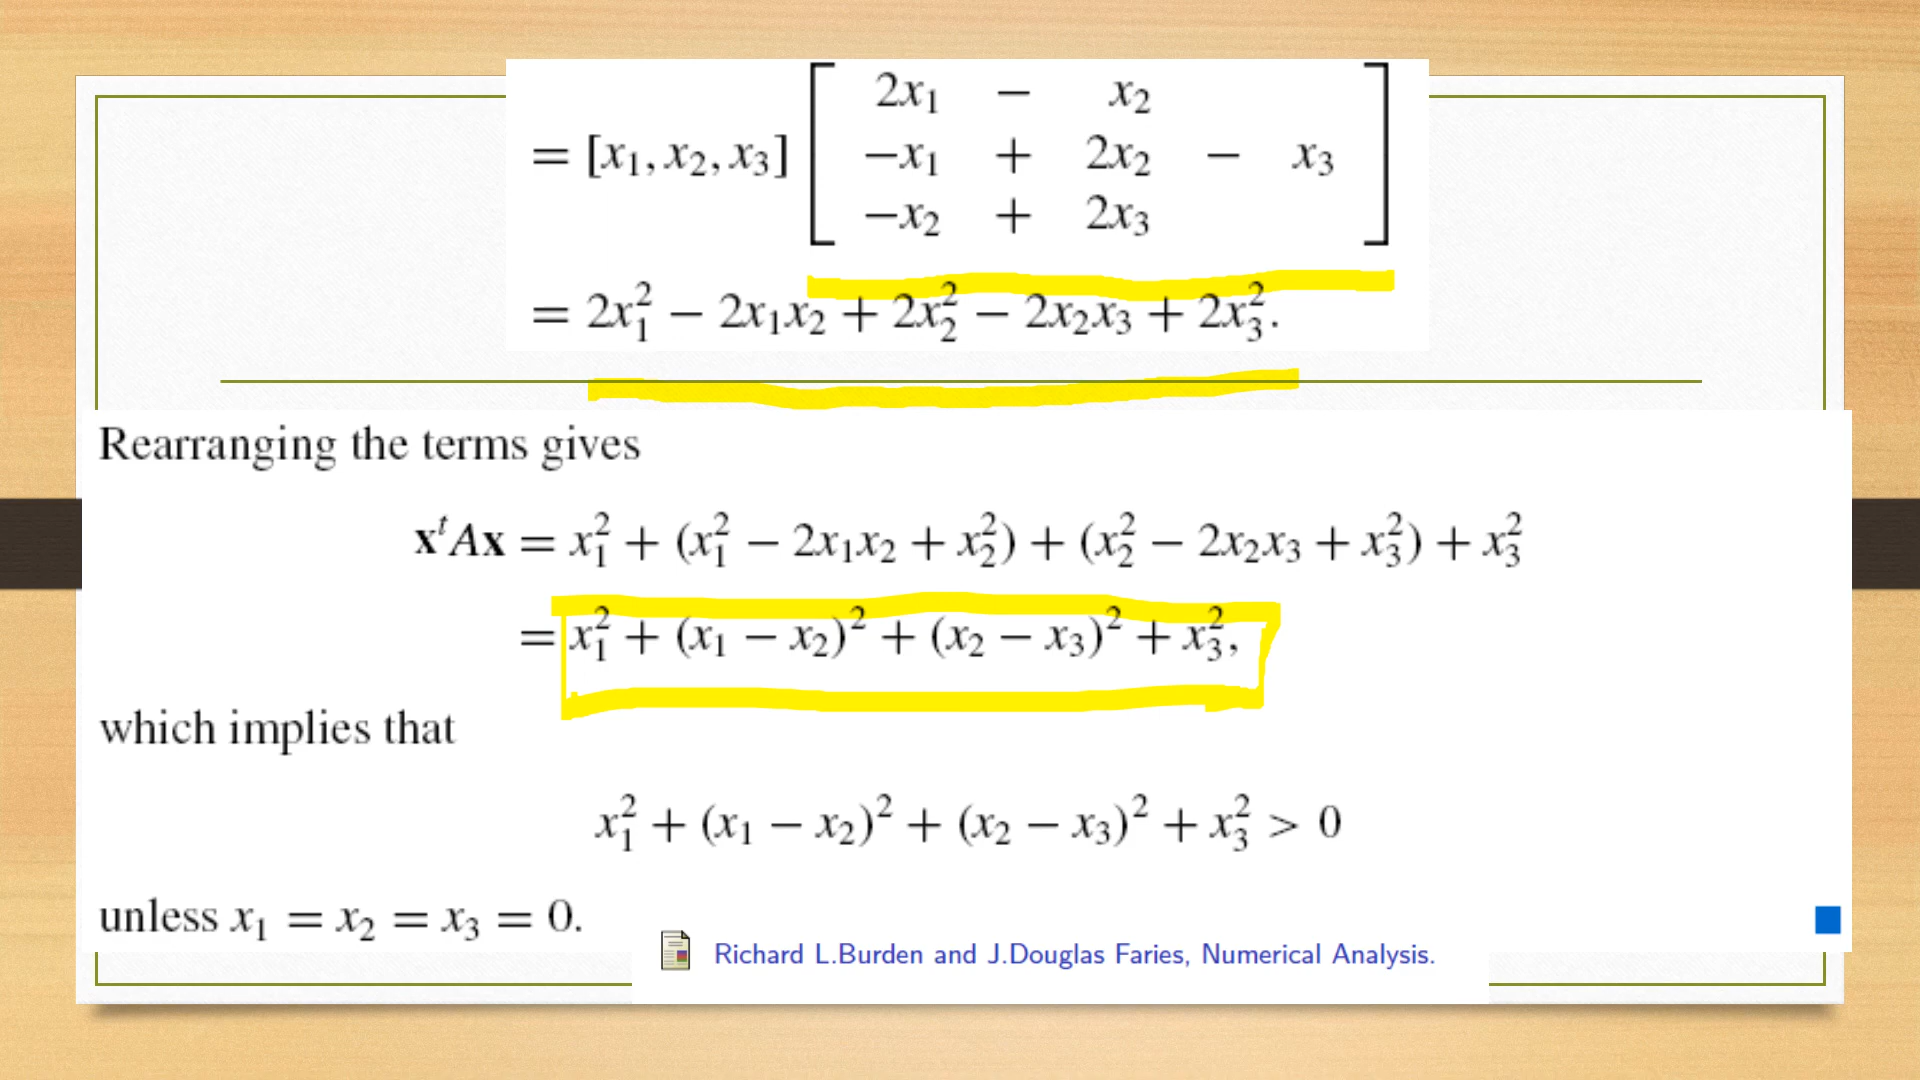 2x₁ − x₂
= [x₁, x₂, x₃] −x₁ + 2x₂ − x₃
−x₂ + 2x₃
= 2x₁² − 2x₁x₂ + 2x₂² − 2x₂x₃ + 2x₃².
Rearranging the terms gives
xᵗAx = x₁² + (x₁² − 2x₁x₂ + x₂²) + (x₂² − 2x₂x₃ + x₃²) + x₃²
= x₁² + (x₁ − x₂)² + (x₂ − x₃)² + x₃²,
which implies that
x₁² + (x₁ − x₂)² + (x₂ − x₃)² + x₃² > 0
unless x₁ = x₂ = x₃ = 0.
Richard L.Burden and J.Douglas Faries, Numerical Analysis.